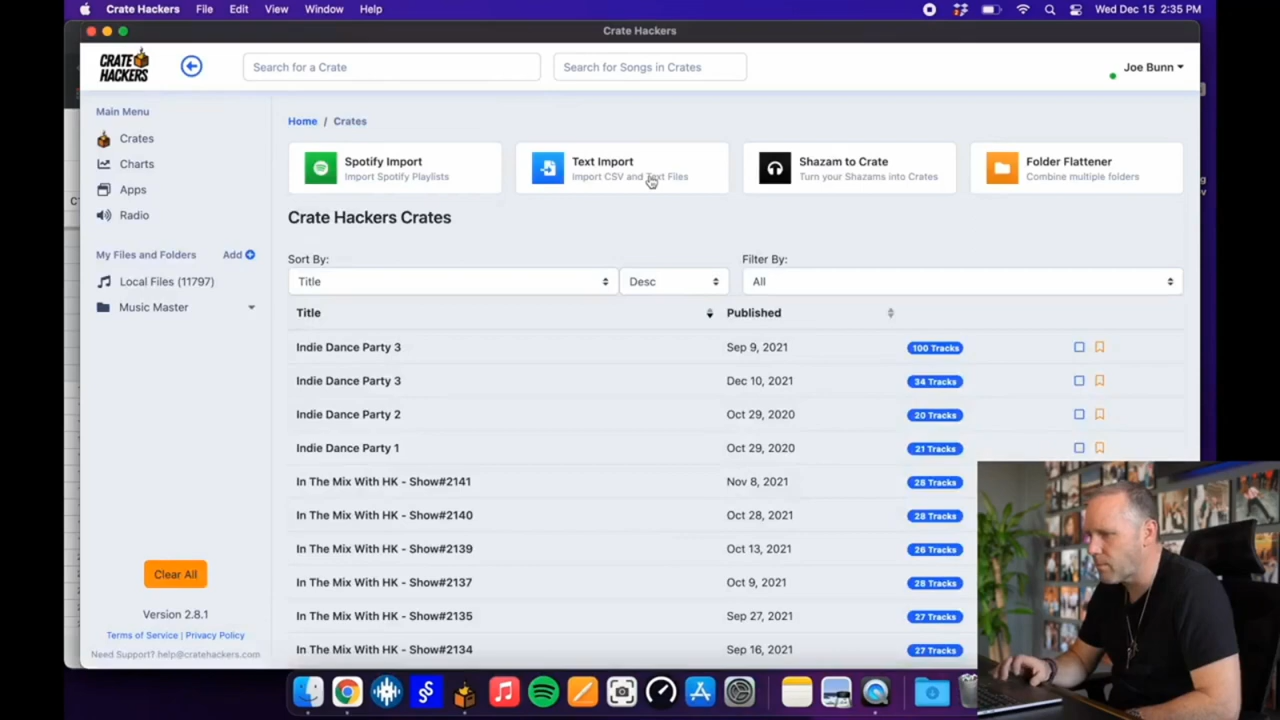 Crate Hackers File Edit View Window Help Wed Dec 15 2:35 PM
Crate Hackers
CRATE
HACKERS
Search for a Crate
Search for Songs in Crates
Joe Bunn
Main Menu
Crates
Charts
Apps
Radio
My Files and Folders Add
Local Files (11797)
Music Master
Clear All
Version 2.8.1
Terms of Service | Privacy Policy
Need Support? help@cratehackers.com
Home / Crates
Spotify Import
Import Spotify Playlists
Text Import
Import CSV and Text Files
Shazam to Crate
Turn your Shazams into Crates
Folder Flattener
Combine multiple folders
Crate Hackers Crates
Sort By:
Title
Desc
Filter By:
All
Title Published
Indie Dance Party 3 Sep 9, 2021 100 Tracks
Indie Dance Party 3 Dec 10, 2021 34 Tracks
Indie Dance Party 2 Oct 29, 2020 20 Tracks
Indie Dance Party 1 Oct 29, 2020 21 Tracks
In The Mix With HK - Show#2141 Nov 8, 2021 28 Tracks
In The Mix With HK - Show#2140 Oct 28, 2021 28 Tracks
In The Mix With HK - Show#2139 Oct 13, 2021 26 Tracks
In The Mix With HK - Show#2137 Oct 9, 2021 28 Tracks
In The Mix With HK - Show#2135 Sep 27, 2021 27 Tracks
In The Mix With HK - Show#2134 Sep 16, 2021 27 Tracks